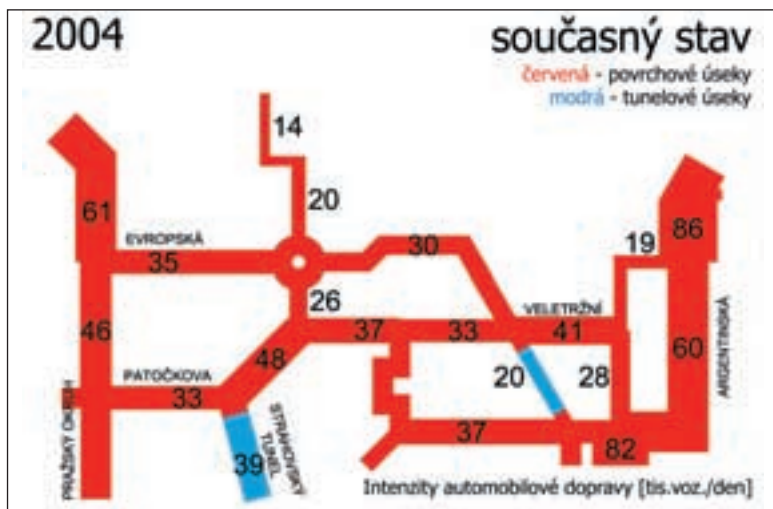 2004
současný stav
červená - povrchové úseky
modrá - tunelové úseky
14
20
61
EVROPSKÁ
35
30
19
86
26
46
37
33
VELETRŽNÍ
41
60
ARGENTINSKÁ
48
PATOČKOVA
33
20
28
PRAŽSKÝ OKRUH
39
STRAHOVSKÝ
TUNEL
37
82
Intenzity automobilové dopravy [tis.voz./den]